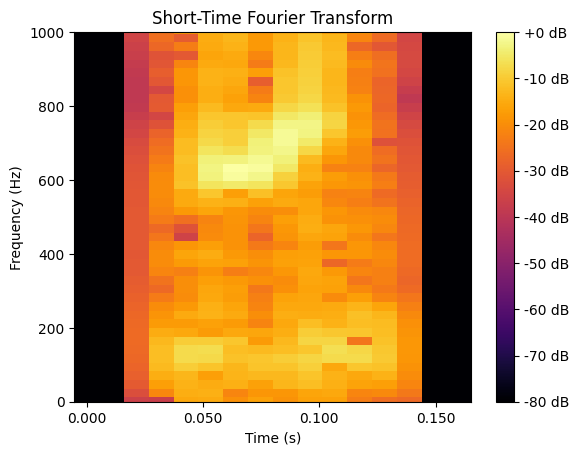 Short-Time Fourier Transform
1000
800
600
400
200
0
Frequency (Hz)
0.000
0.050
0.100
0.150
Time (s)
+0 dB
-10 dB
-20 dB
-30 dB
-40 dB
-50 dB
-60 dB
-70 dB
-80 dB